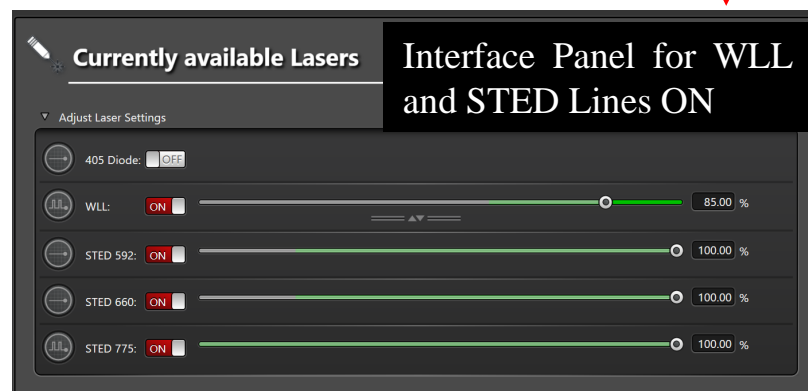 Currently available Lasers
Interface Panel for WLL
and STED Lines ON
Adjust Laser Settings
405 Diode: OFF
WLL: ON 85.00 %
STED 592: ON 100.00 %
STED 660: ON 100.00 %
STED 775: ON 100.00 %